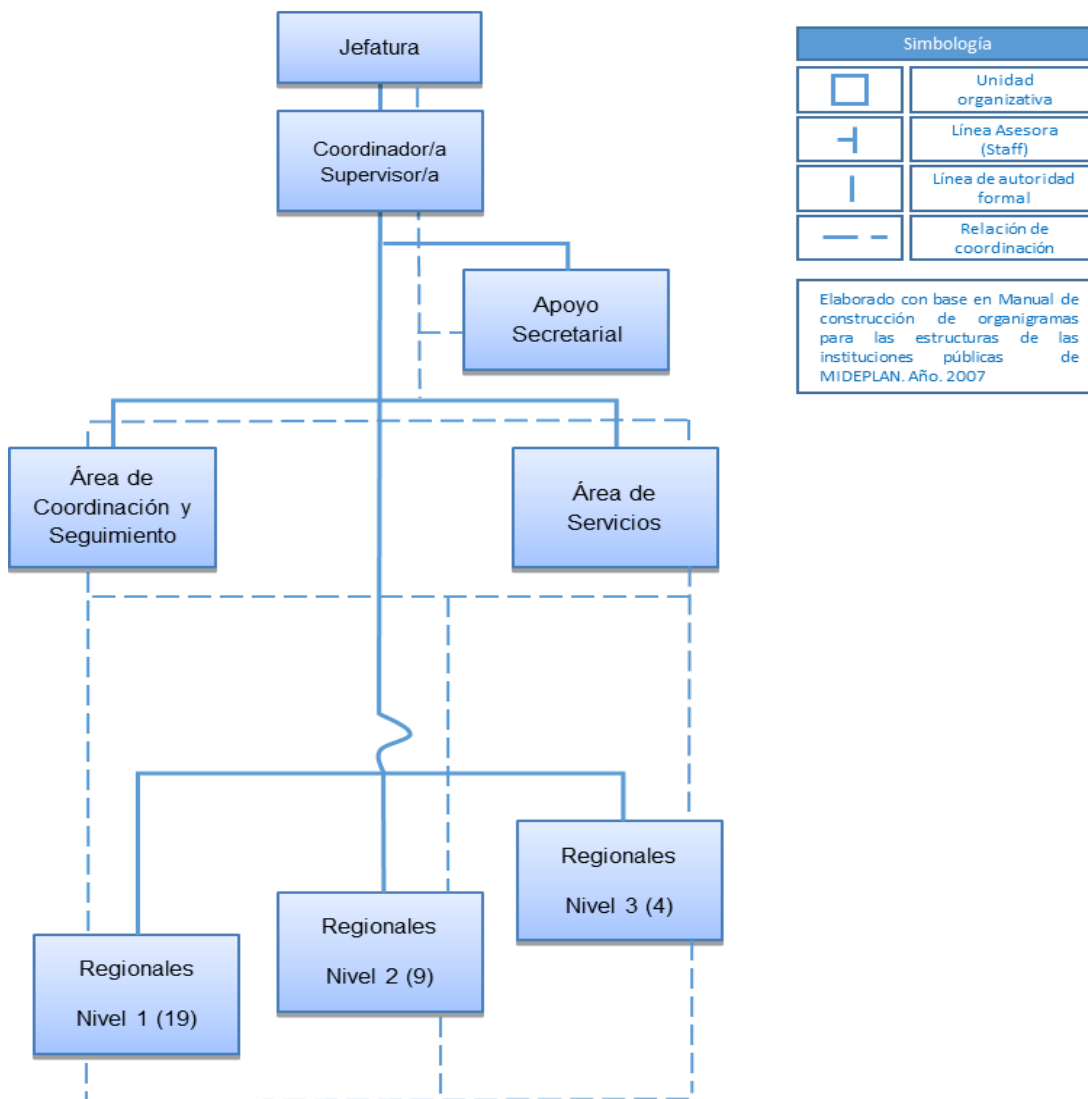 Jefatura
Coordinador/a
Supervisor/a
Apoyo
Secretarial
Área de
Coordinación y
Seguimiento
Área de
Servicios
Regionales
Nivel 3 (4)
Regionales
Nivel 2 (9)
Regionales
Nivel 1 (19)
Simbología
Unidad
organizativa
Línea Asesora
(Staff)
Línea de autoridad
formal
Relación de
coordinación
Elaborado con base en Manual de
construcción de organigramas
para las estructuras de las
instituciones públicas de
MIDEPLAN. Año. 2007